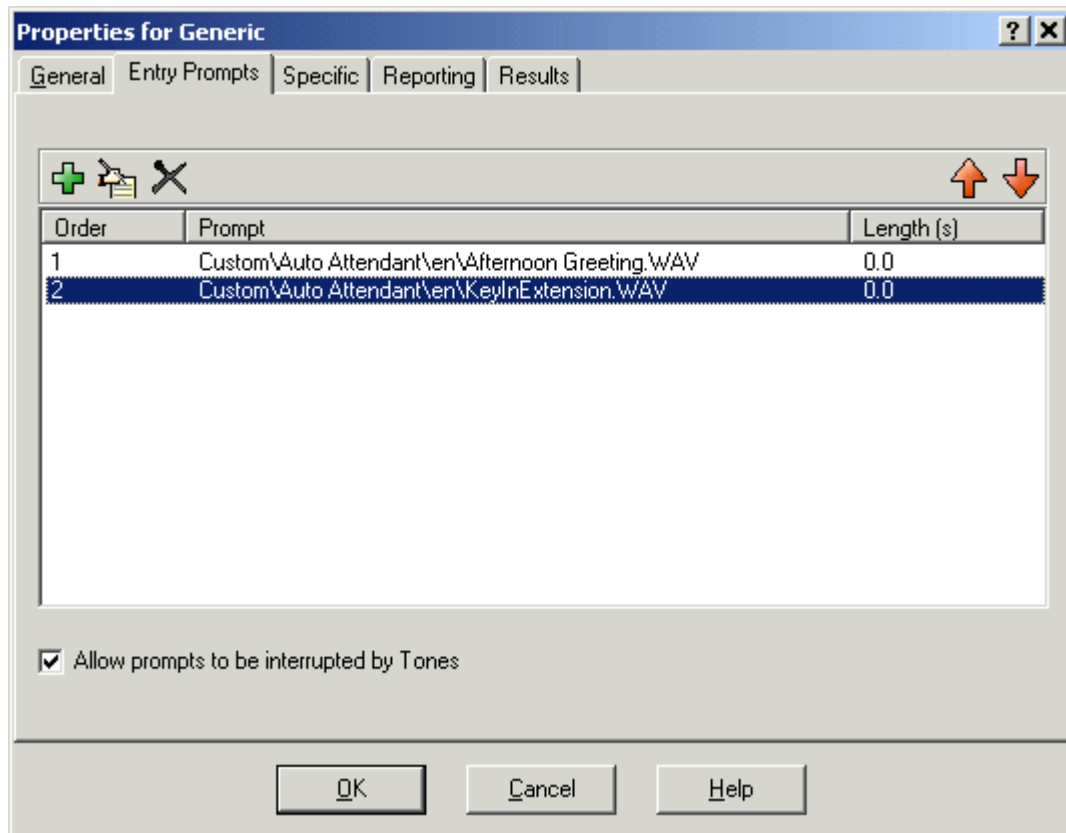 Properties for Generic
General Entry Prompts Specific Reporting Results
Order Prompt Length (s)
1 Custom\Auto Attendant\en\Afternoon Greeting.WAV 0.0
2 Custom\Auto Attendant\en\KeyInExtension.WAV 0.0
Allow prompts to be interrupted by Tones
OK Cancel Help